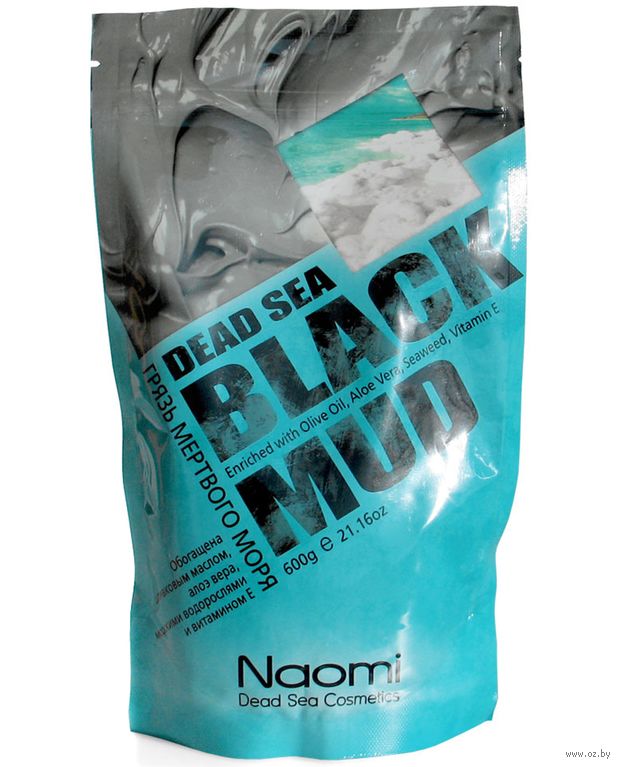 DEAD SEA
BLACK
Enriched with Olive Oil, Aloe Vera, Seaweed, Vitamin E
MUD
600g e 21.16oz
ГРЯЗЬ МЕРТВОГО МОРЯ
Обогащена
маслом,
алоэ вера,
водорослями
и витамином Е
Naomi
Dead Sea Cosmetics
www.oz.by